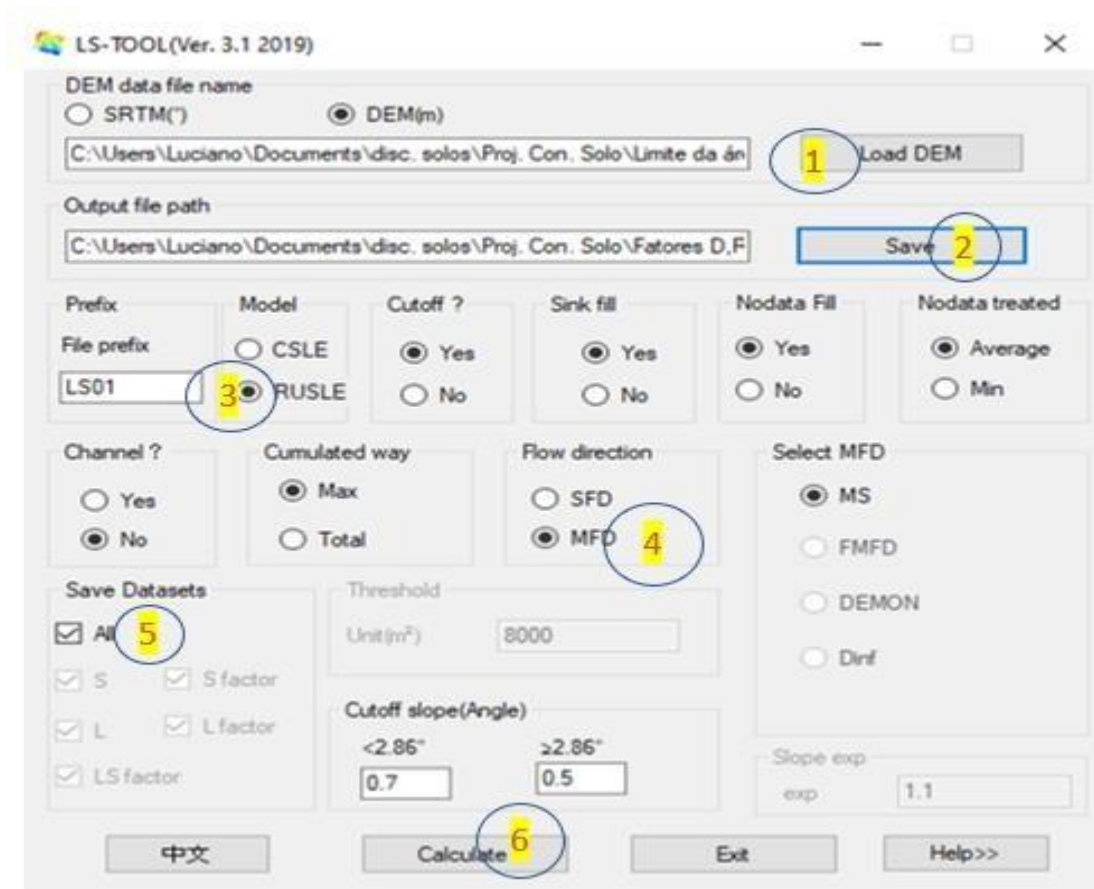 LS-TOOL(Ver. 3.1 2019)
DEM data file name
SRTM(") DEM(m)
C:\Users\Luciano\Documents\disc. solos\Proj. Con. Solo\Limite da ár 1 Load DEM
Output file path
C:\Users\Luciano\Documents\disc. solos\Proj. Con. Solo\Fatores D,F Save 2
Prefix Model Cutoff ? Sink fill Nodata Fill Nodata treated
File prefix CSLE Yes Yes Yes Average
LS01 3 RUSLE No No No Min
Channel ? Cumulated way Flow direction Select MFD
Yes Max SFD MS
No Total MFD 4 FMFD
Save Datasets Threshold DEMON
All 5 Unit(m²) 8000 Dinf
S S factor
L L factor Cutoff slope(Angle)
<2.86° ≥2.86° Slope exp
LS factor 0.7 0.5 exp 1.1
中文 Calculate 6 Exit Help>>